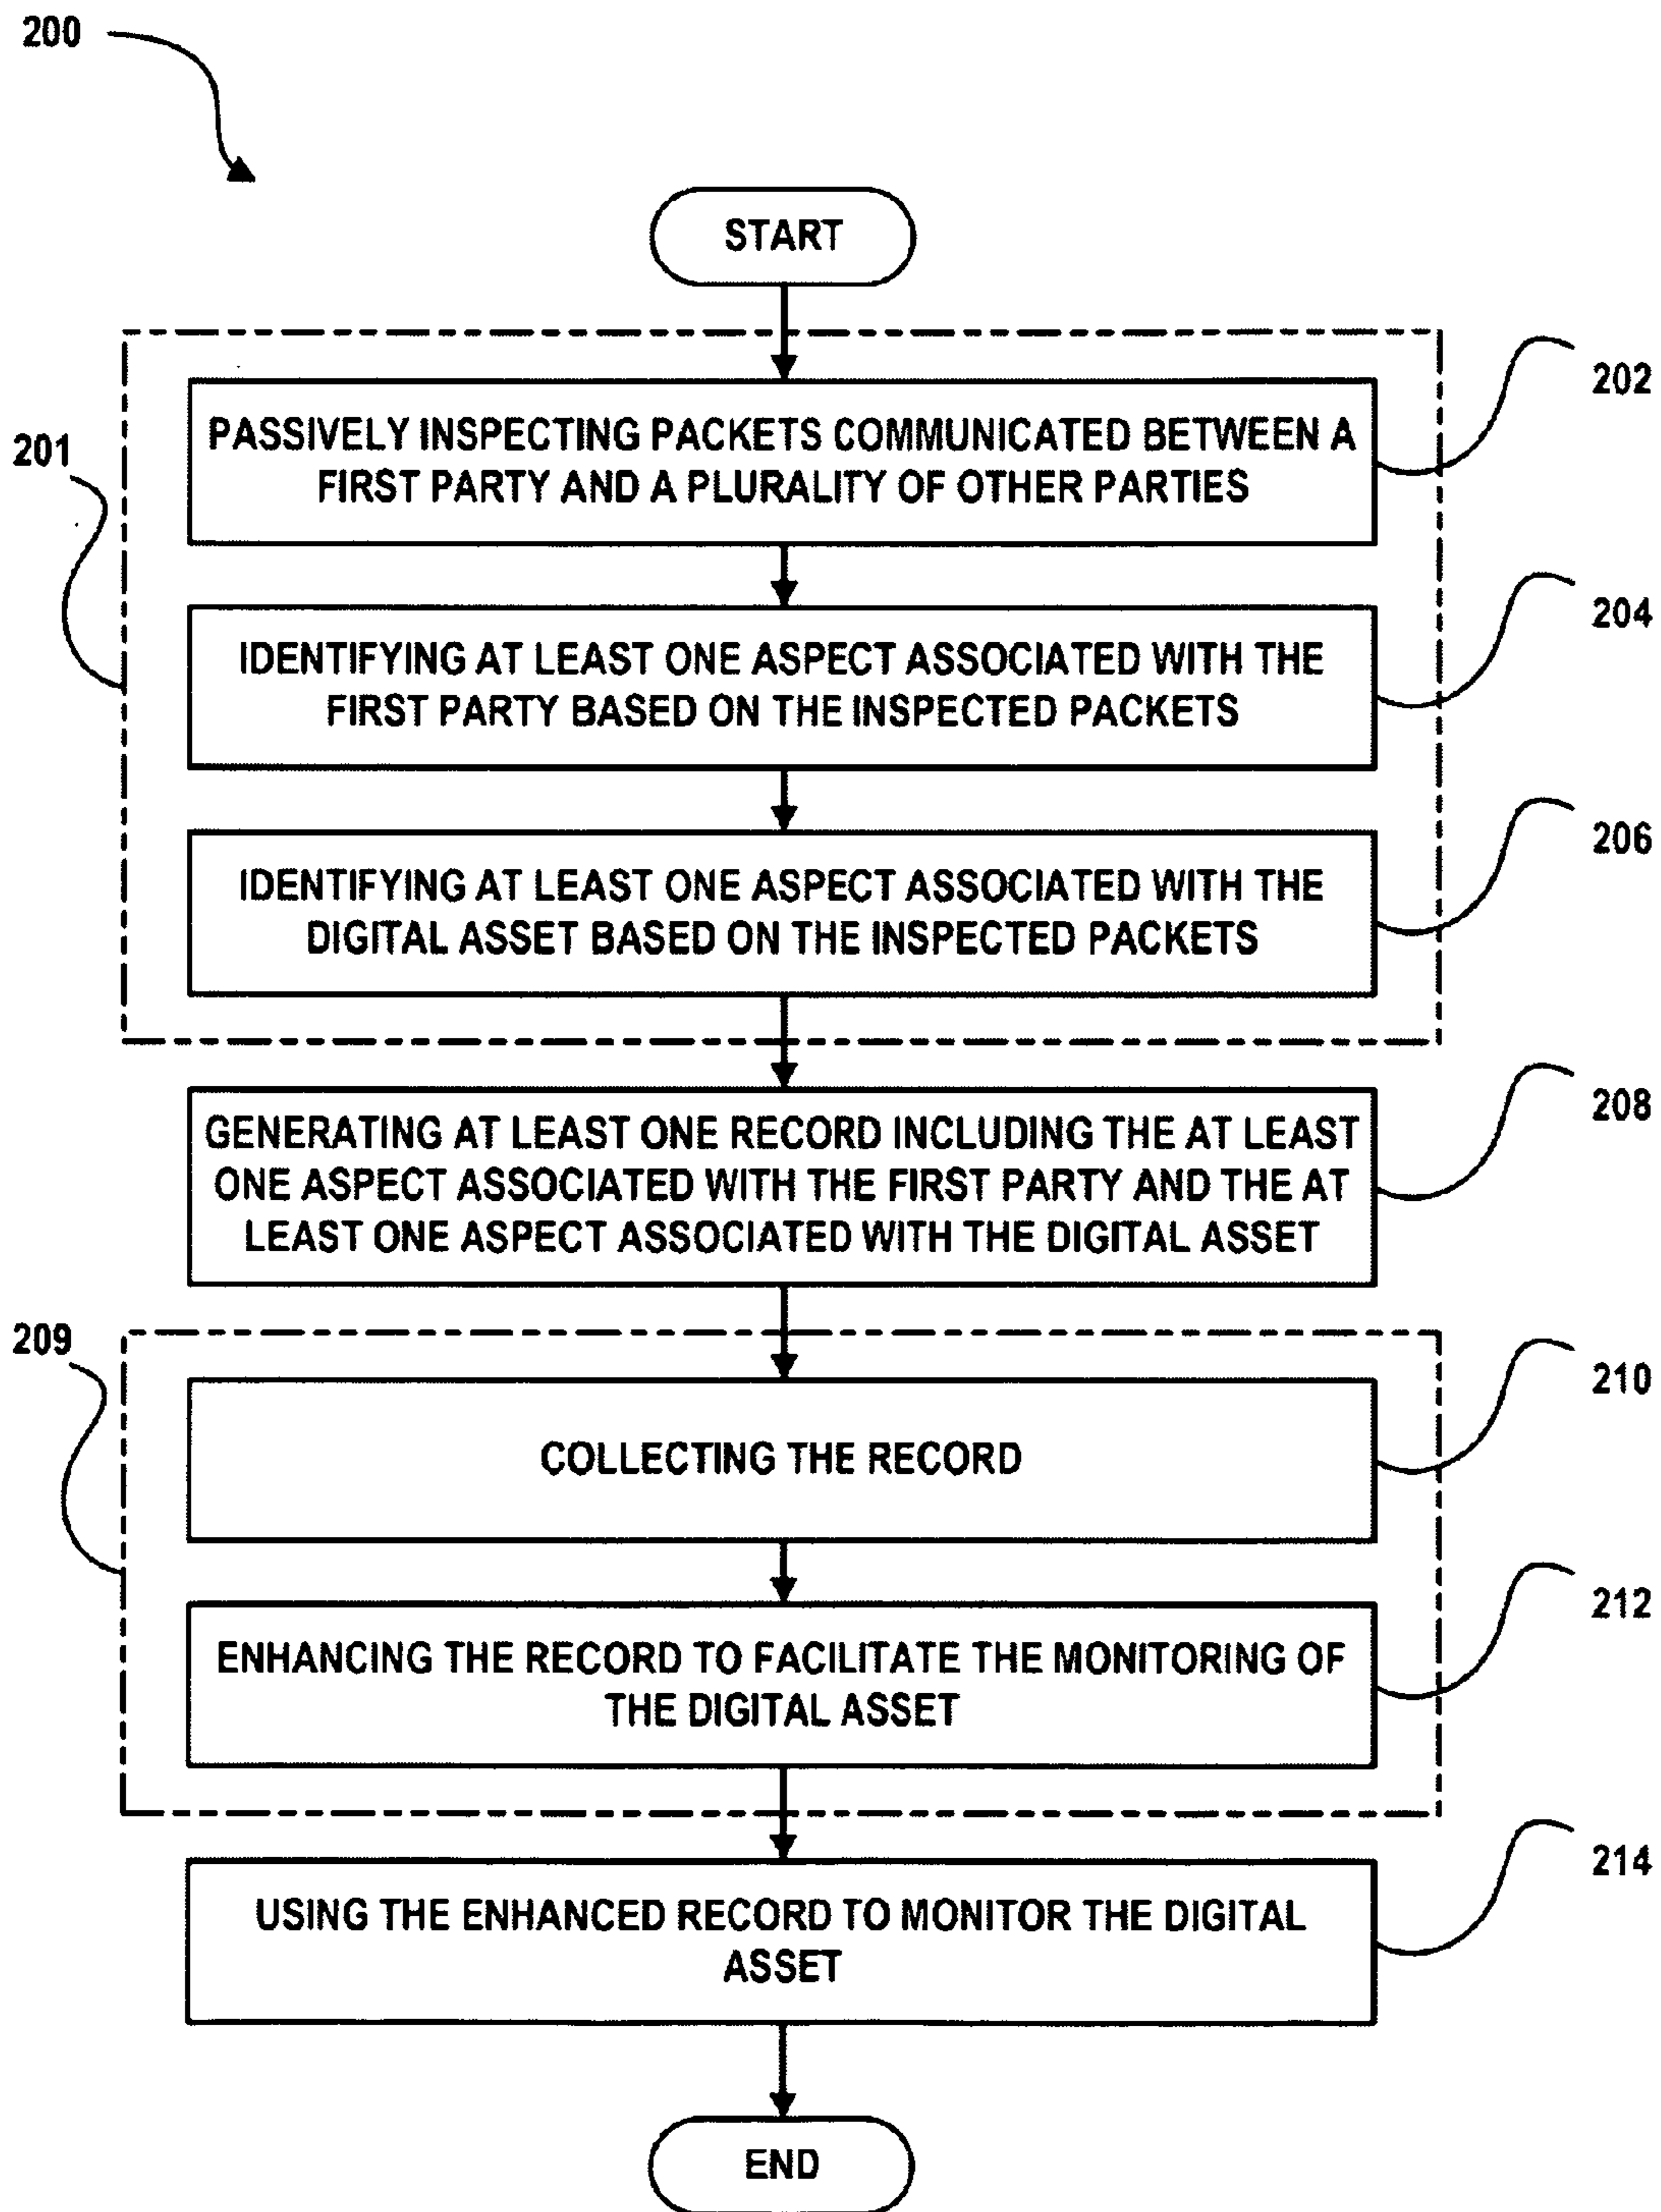 200
START
202
PASSIVELY INSPECTING PACKETS COMMUNICATED BETWEEN A
FIRST PARTY AND A PLURALITY OF OTHER PARTIES
201
204
IDENTIFYING AT LEAST ONE ASPECT ASSOCIATED WITH THE
FIRST PARTY BASED ON THE INSPECTED PACKETS
206
IDENTIFYING AT LEAST ONE ASPECT ASSOCIATED WITH THE
DIGITAL ASSET BASED ON THE INSPECTED PACKETS
208
GENERATING AT LEAST ONE RECORD INCLUDING THE AT LEAST
ONE ASPECT ASSOCIATED WITH THE FIRST PARTY AND THE AT
LEAST ONE ASPECT ASSOCIATED WITH THE DIGITAL ASSET
209
210
COLLECTING THE RECORD
212
ENHANCING THE RECORD TO FACILITATE THE MONITORING OF
THE DIGITAL ASSET
214
USING THE ENHANCED RECORD TO MONITOR THE DIGITAL
ASSET
END